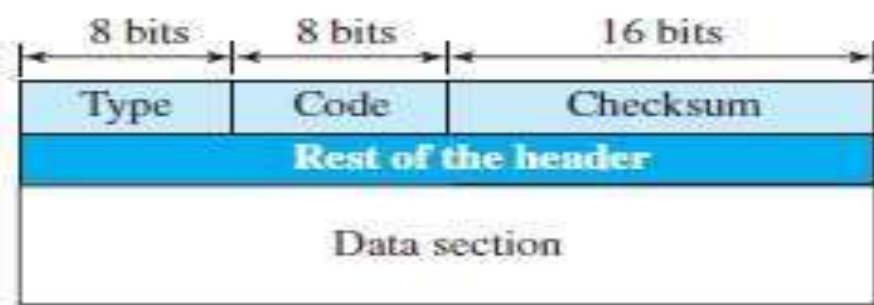 8 bits 8 bits 16 bits
Type Code Checksum
Rest of the header
Data section